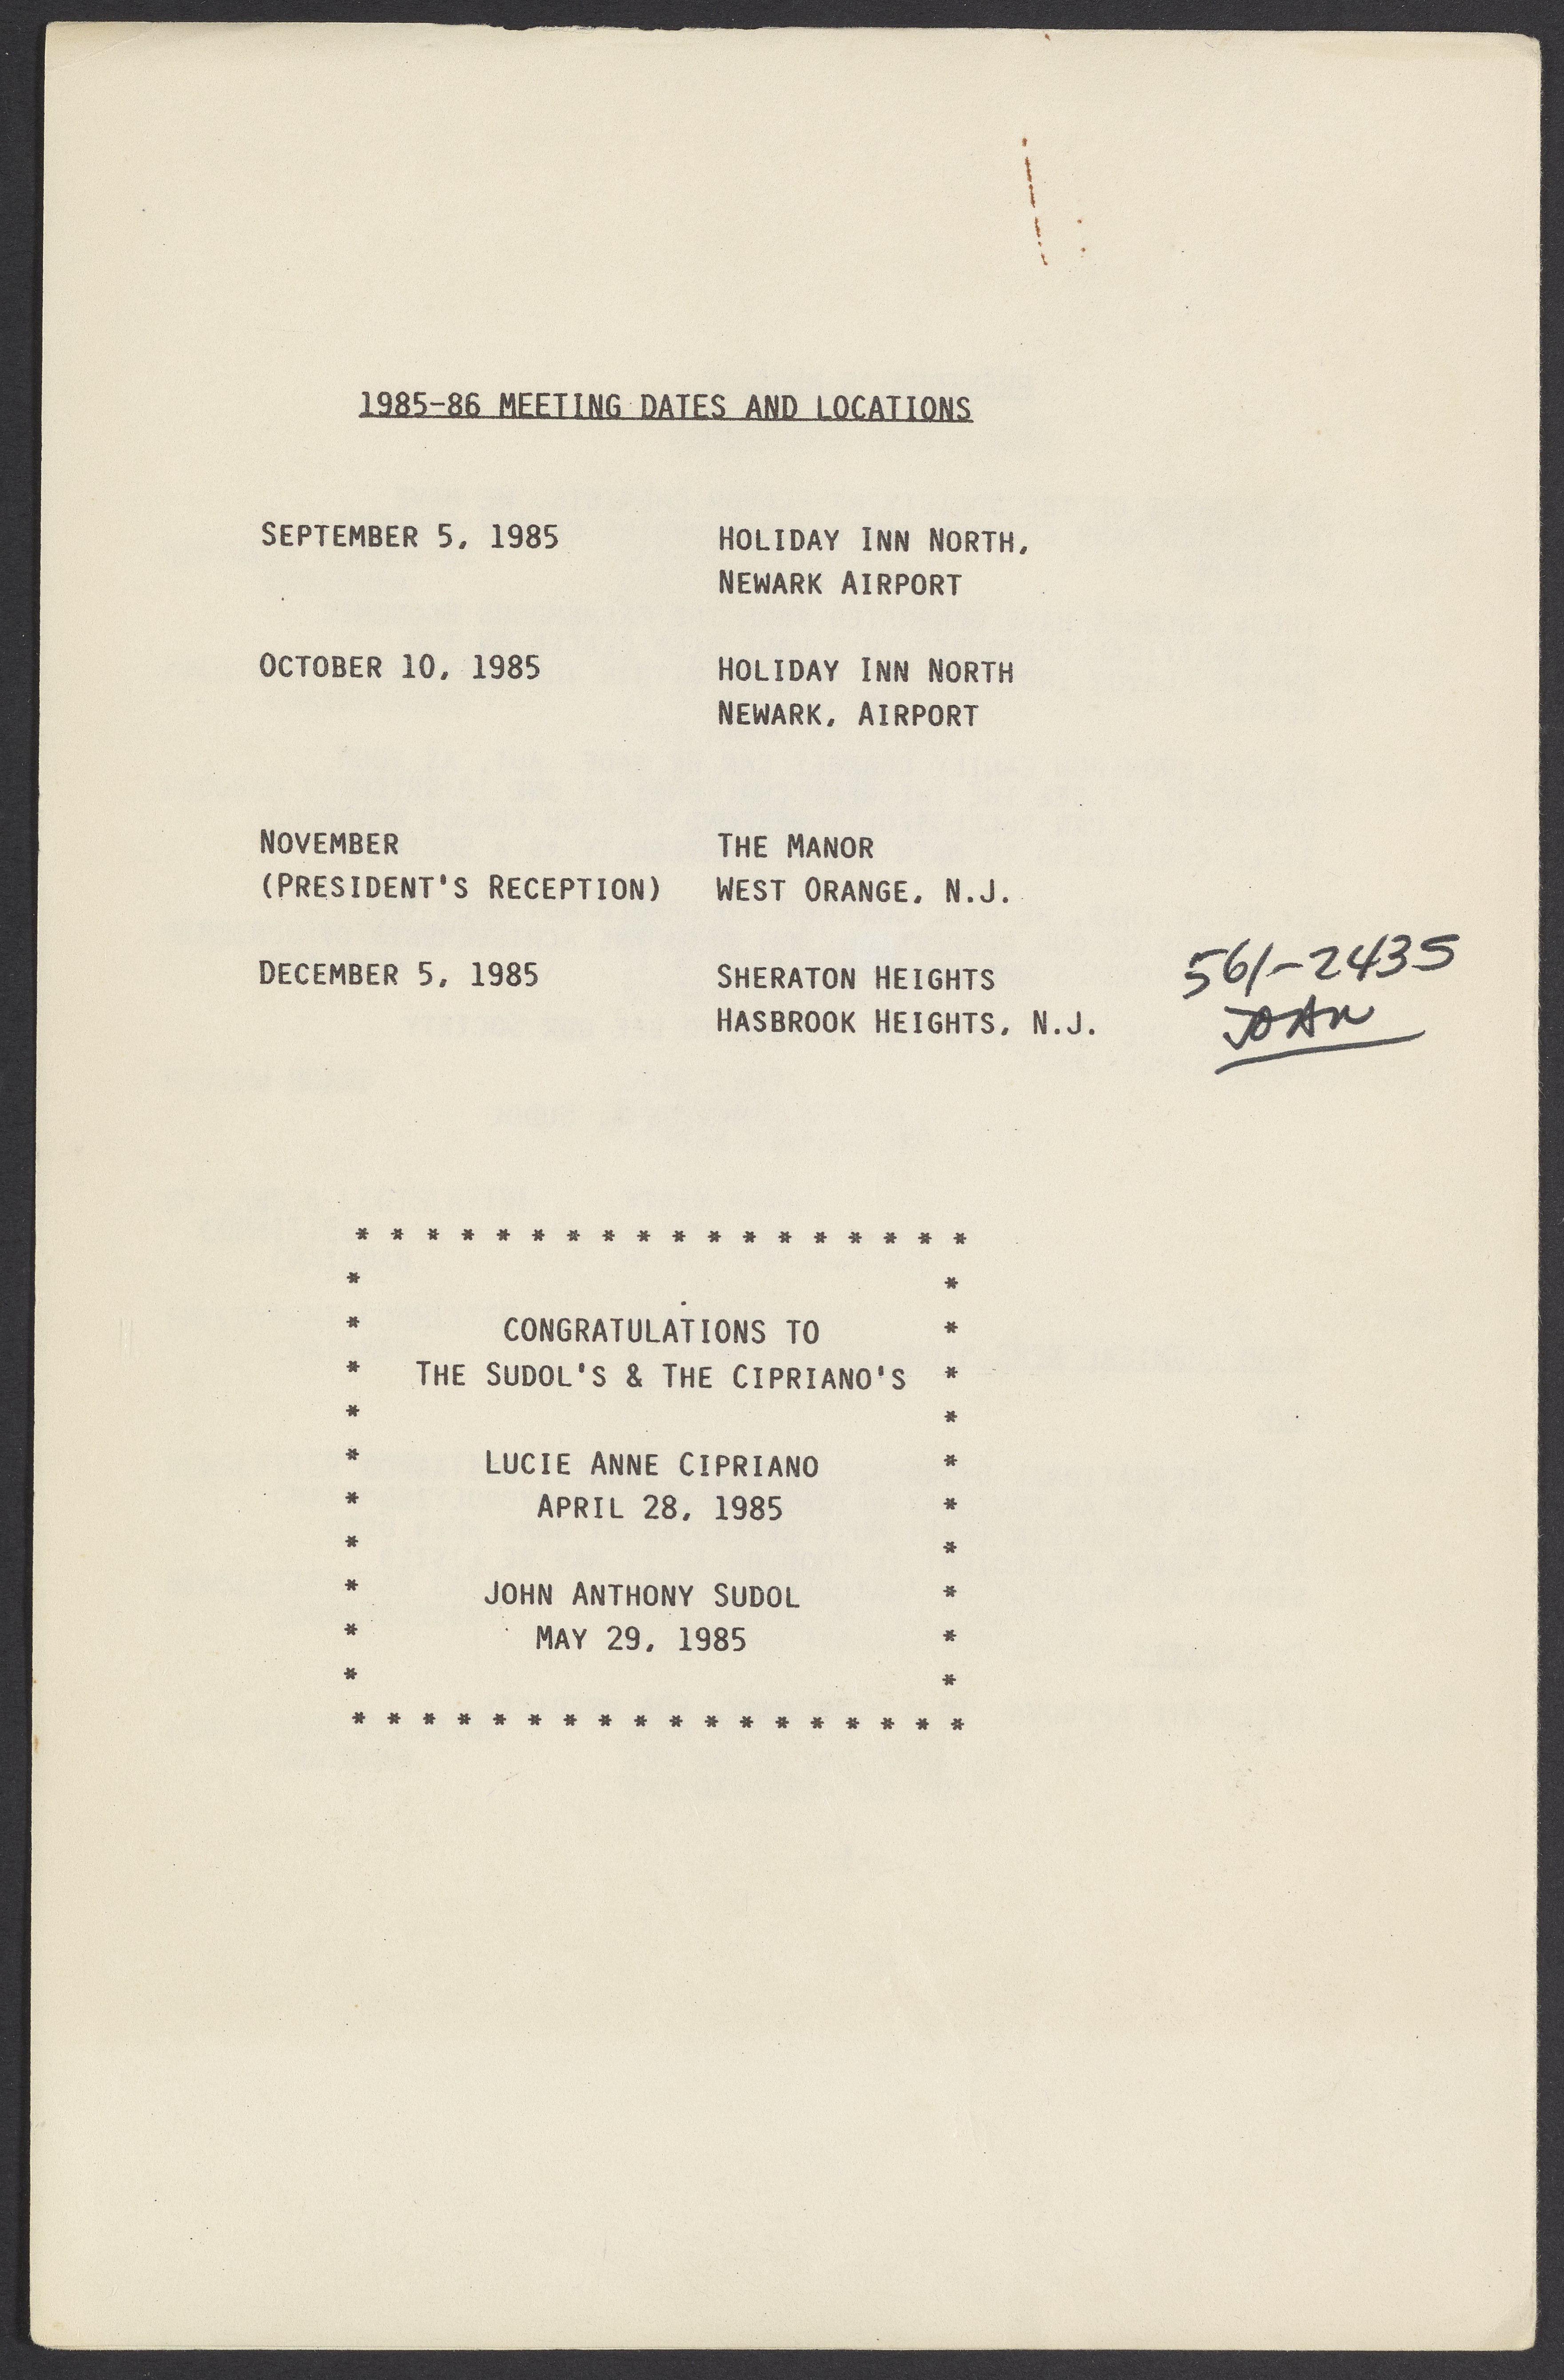 1985-86 MEETING DATES AND LOCATIONS
SEPTEMBER 5, 1985 HOLIDAY INN NORTH,
NEWARK AIRPORT
OCTOBER 10, 1985 HOLIDAY INN NORTH
NEWARK, AIRPORT
NOVEMBER THE MANOR
(PRESIDENT'S RECEPTION) WEST ORANGE, N.J.
DECEMBER 5, 1985 SHERATON HEIGHTS
HASBROOK HEIGHTS, N.J.
561-2435
JOAN
* * * * * * * * * * * * * * * * * *
* *
* CONGRATULATIONS TO *
* THE SUDOL'S & THE CIPRIANO'S *
* *
* LUCIE ANNE CIPRIANO *
* APRIL 28, 1985 *
* *
* JOHN ANTHONY SUDOL *
* MAY 29, 1985 *
* *
* * * * * * * * * * * * * * * * * *